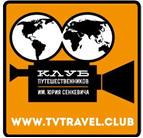 КЛУБ
ПУТЕШЕСТВЕННИКОВ
ИМ. ЮРИЯ СЕНКЕВИЧА
WWW.TVTRAVEL.CLUB